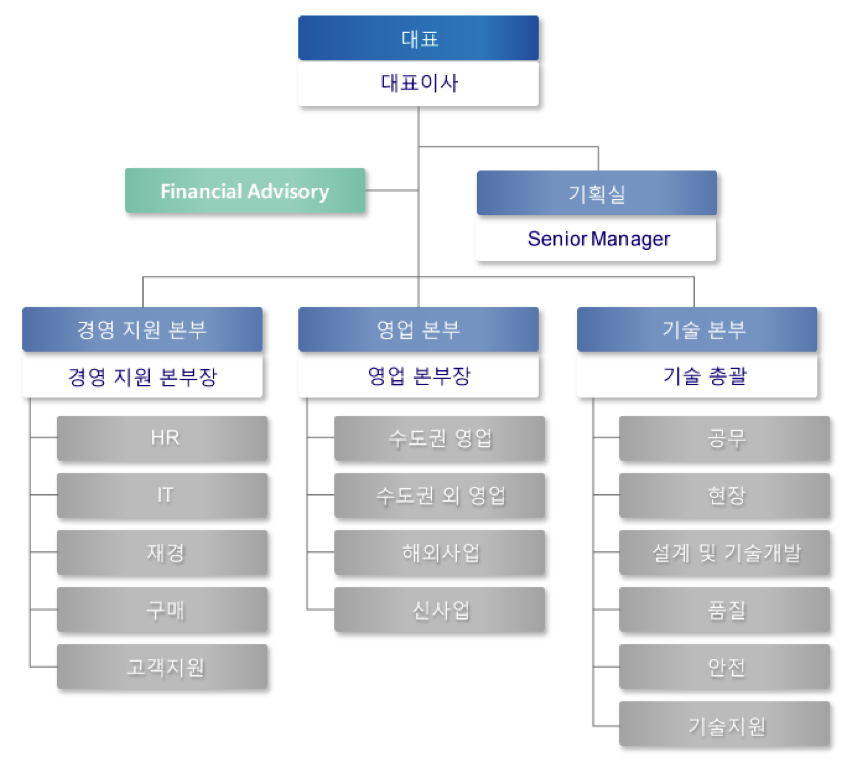 대표
대표이사
Financial Advisory
기획실
Senior Manager
경영 지원 본부
경영 지원 본부장
HR
IT
재경
구매
고객지원
영업 본부
영업 본부장
수도권 영업
수도권 외 영업
해외사업
신사업
기술 본부
기술 총괄
공무
현장
설계 및 기술개발
품질
안전
기술지원